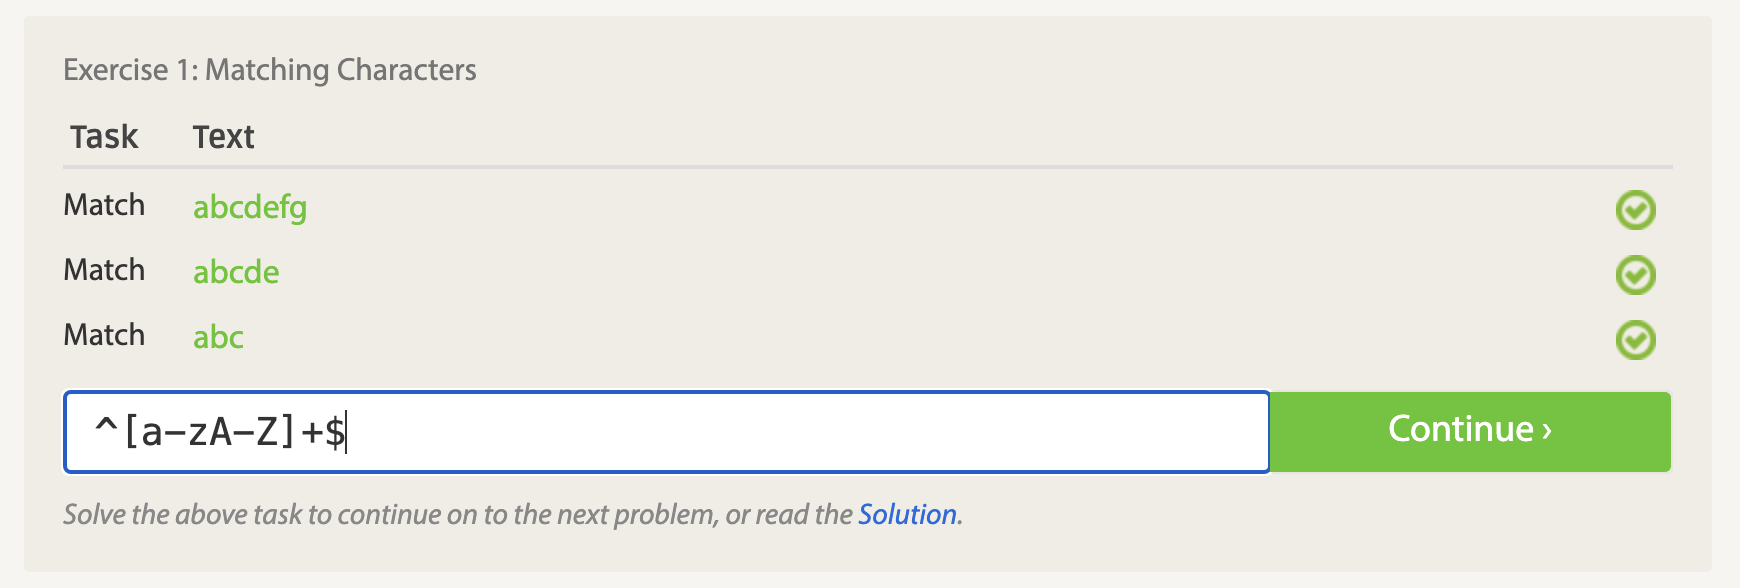 Exercise 1: Matching Characters
Task Text
Match abcdefg
Match abcde
Match abc
^[a-zA-Z]+$ Continue ›
Solve the above task to continue on to the next problem, or read the Solution.